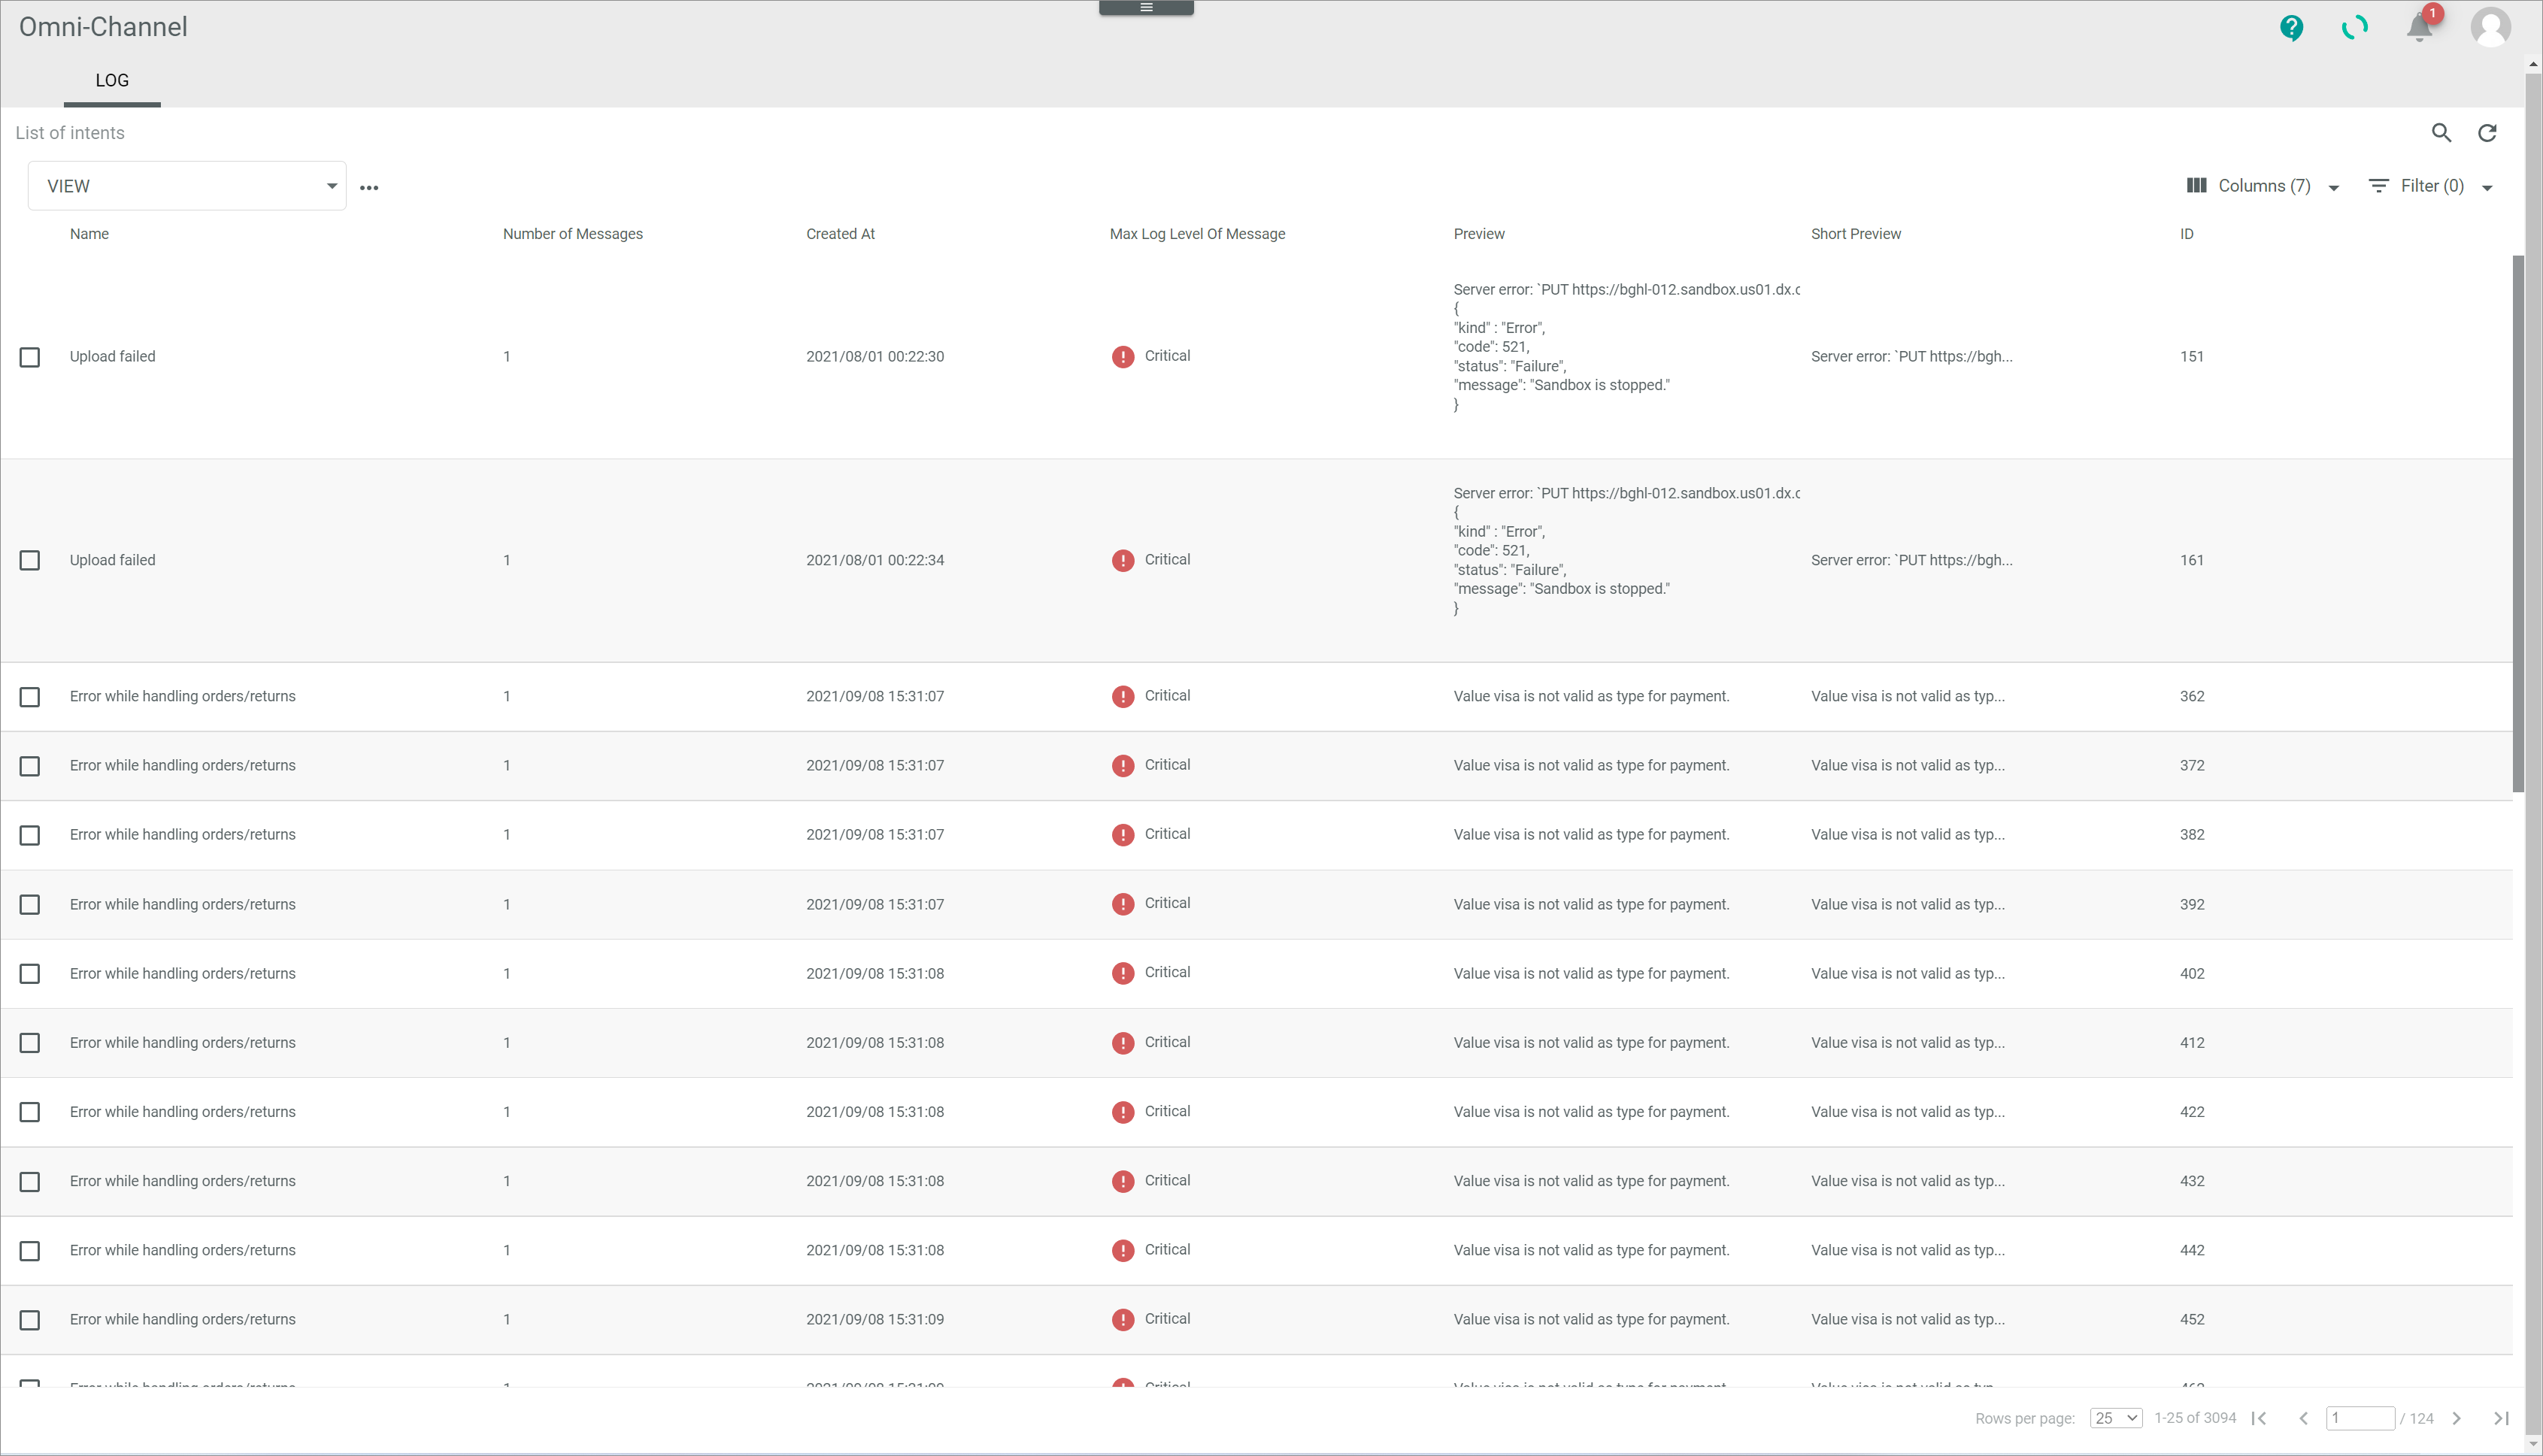 Omni-Channel
1
LOG
List of intents
VIEW
Columns (7) Filter (0)
Name Number of Messages Created At Max Log Level Of Message Preview Short Preview ID
Server error: `PUT https://bghl-012.sandbox.us01.dx.c
{
"kind" : "Error",
"code": 521,
Upload failed 1 2021/08/01 00:22:30 Critical Server error: `PUT https://bgh... 151
"status": "Failure",
"message": "Sandbox is stopped."
}
Server error: `PUT https://bghl-012.sandbox.us01.dx.c
{
"kind" : "Error",
"code": 521,
Upload failed 1 2021/08/01 00:22:34 Critical Server error: `PUT https://bgh... 161
"status": "Failure",
"message": "Sandbox is stopped."
}
Error while handling orders/returns 1 2021/09/08 15:31:07 Critical Value visa is not valid as type for payment. Value visa is not valid as typ... 362
Error while handling orders/returns 1 2021/09/08 15:31:07 Critical Value visa is not valid as type for payment. Value visa is not valid as typ... 372
Error while handling orders/returns 1 2021/09/08 15:31:07 Critical Value visa is not valid as type for payment. Value visa is not valid as typ... 382
Error while handling orders/returns 1 2021/09/08 15:31:07 Critical Value visa is not valid as type for payment. Value visa is not valid as typ... 392
Error while handling orders/returns 1 2021/09/08 15:31:08 Critical Value visa is not valid as type for payment. Value visa is not valid as typ... 402
Error while handling orders/returns 1 2021/09/08 15:31:08 Critical Value visa is not valid as type for payment. Value visa is not valid as typ... 412
Error while handling orders/returns 1 2021/09/08 15:31:08 Critical Value visa is not valid as type for payment. Value visa is not valid as typ... 422
Error while handling orders/returns 1 2021/09/08 15:31:08 Critical Value visa is not valid as type for payment. Value visa is not valid as typ... 432
Error while handling orders/returns 1 2021/09/08 15:31:08 Critical Value visa is not valid as type for payment. Value visa is not valid as typ... 442
Error while handling orders/returns 1 2021/09/08 15:31:09 Critical Value visa is not valid as type for payment. Value visa is not valid as typ... 452
Rows per page: 25 1-25 of 3094 1 / 124